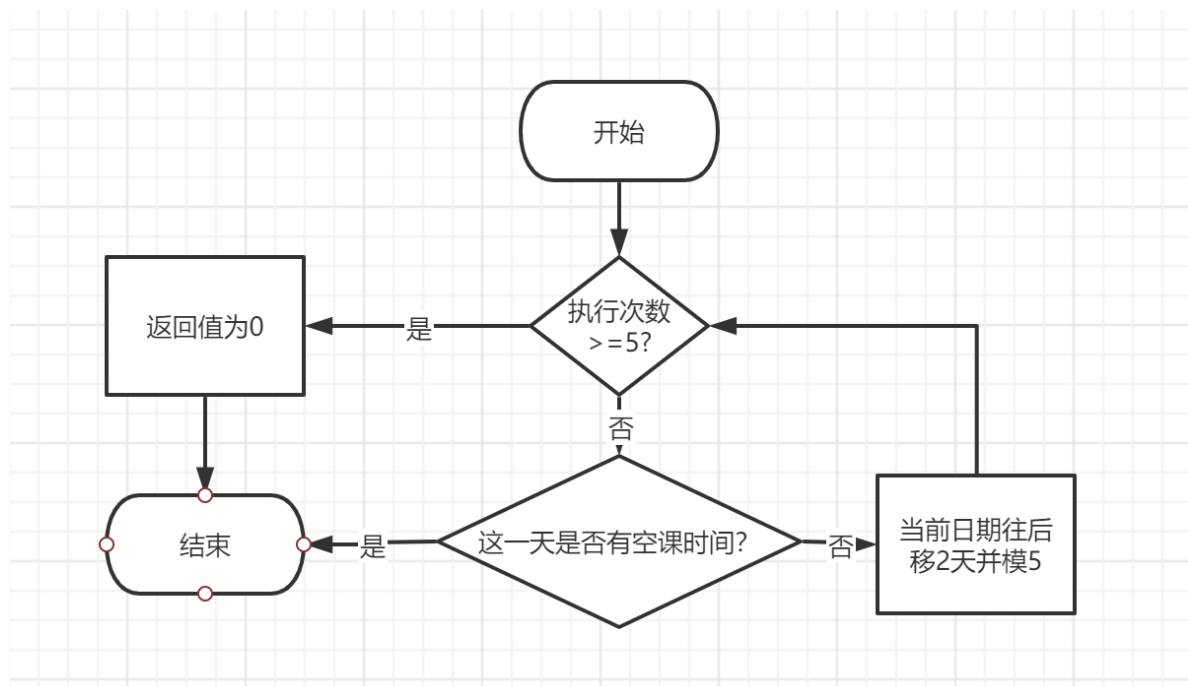 开始
执行次数
>=5?
是
返回值为0
否
这一天是否有空课时间?
是
结束
否
当前日期往后
移2天并模5